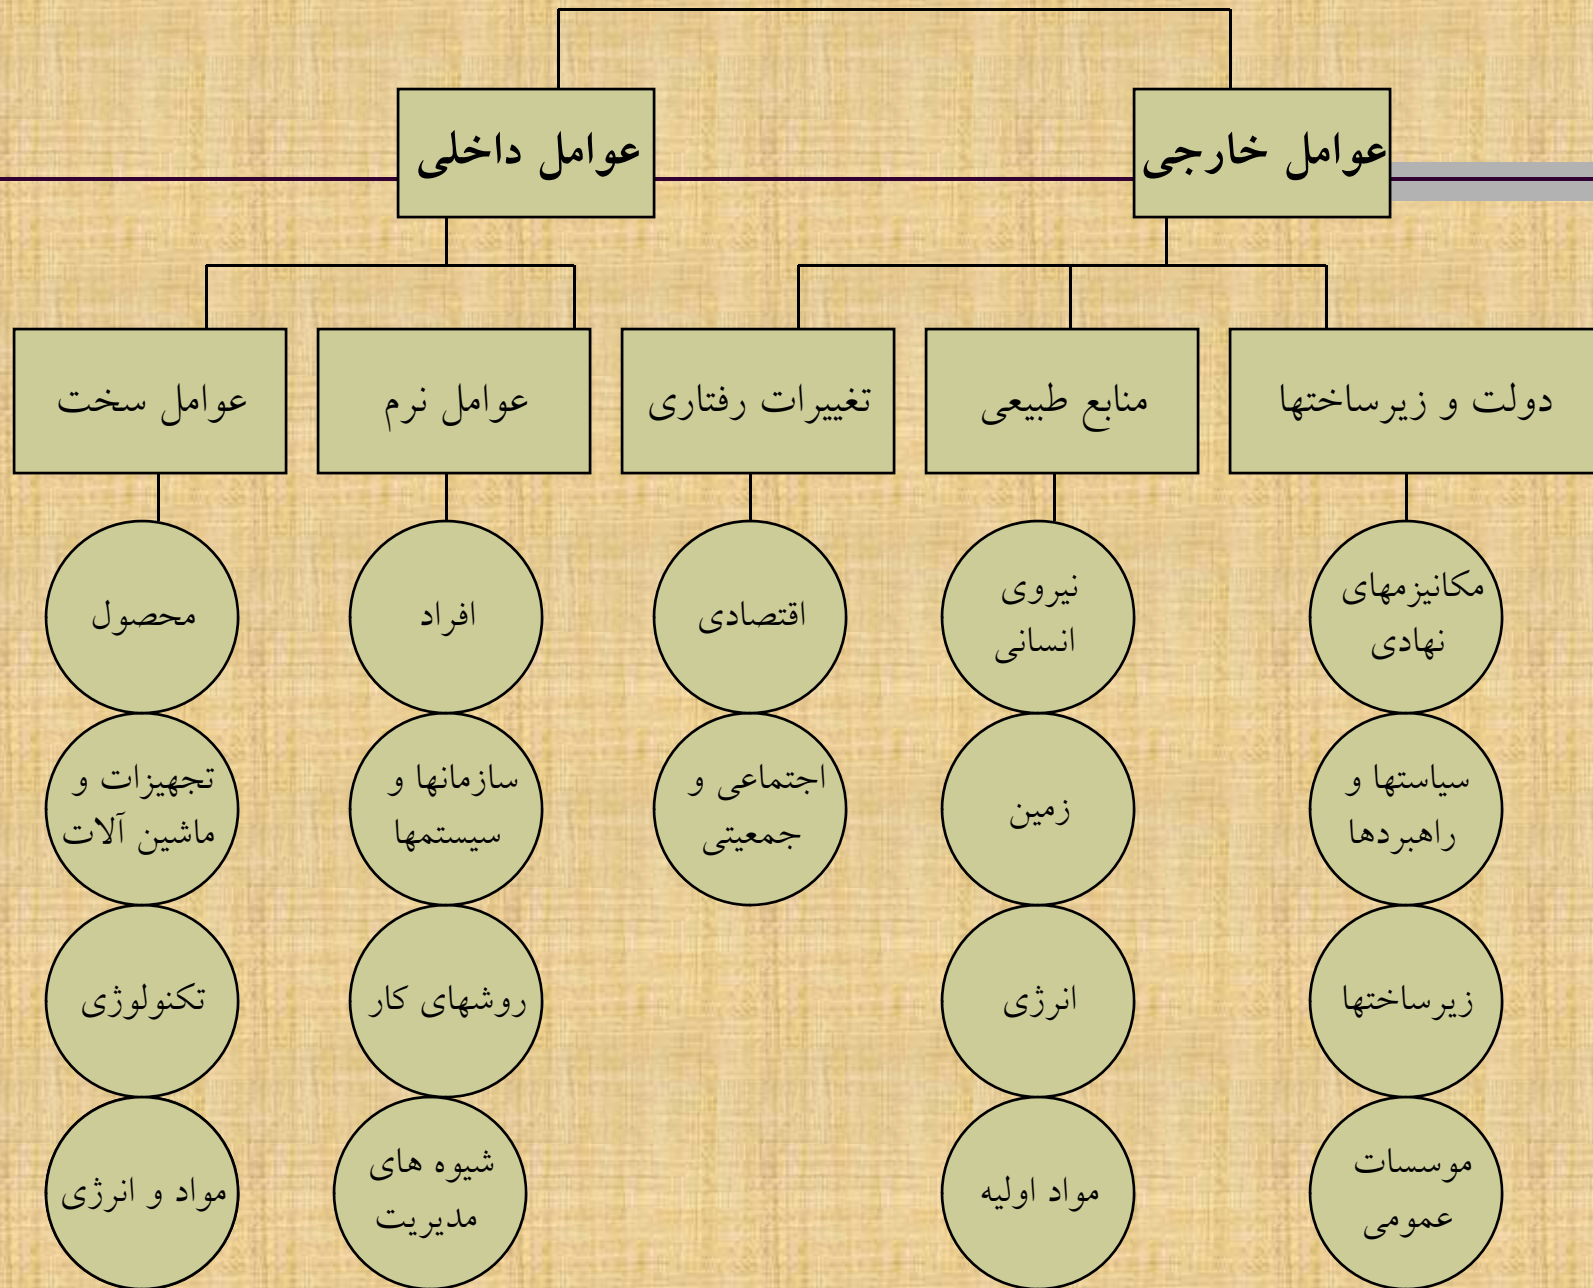 عوامل خارجی
عوامل داخلی
دولت و زیرساختها
منابع طبیعی
تغییرات رفتاری
عوامل نرم
عوامل سخت
مکانیزمهای
نهادی
سیاستها و
راهبردها
زیرساختها
موسسات
عمومی
نیروی
انسانی
زمین
انرژی
مواد اولیه
اقتصادی
اجتماعی و
جمعیتی
افراد
سازمانها و
سیستمها
روشهای کار
شیوه های
مدیریت
محصول
تجهیزات و
ماشین آلات
تکنولوژی
مواد و انرژی